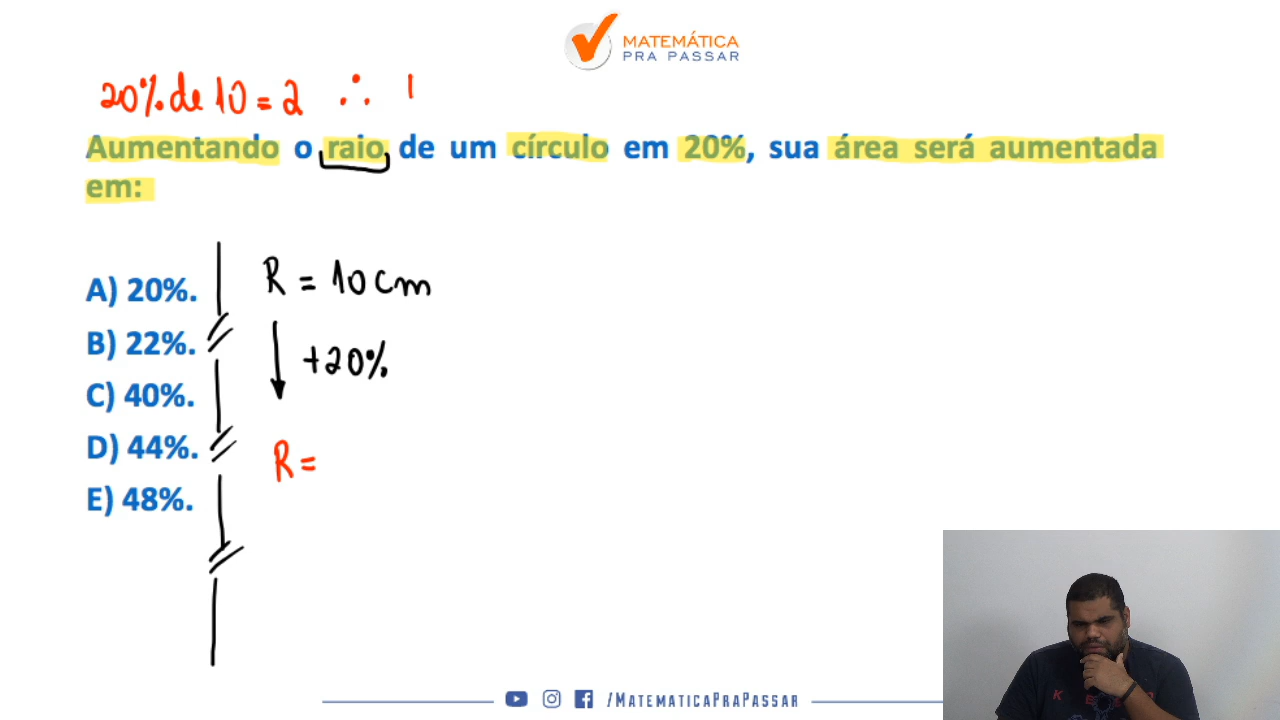 MATEMÁTICA
PRA PASSAR
20% de 10 = 2 ∴ 1
Aumentando o raio de um círculo em 20%, sua área será aumentada
em:
A) 20%.
B) 22%.
C) 40%.
D) 44%.
E) 48%.
R = 10 cm
+20%
R =
/MATEMATICAPRAPASSAR